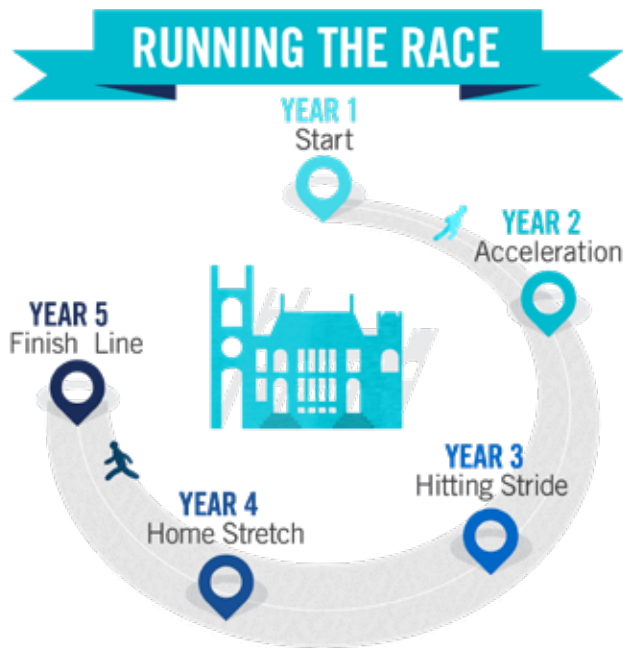 RUNNING THE RACE
YEAR 1
Start
YEAR 2
Acceleration
YEAR 3
Hitting Stride
YEAR 4
Home Stretch
YEAR 5
Finish Line